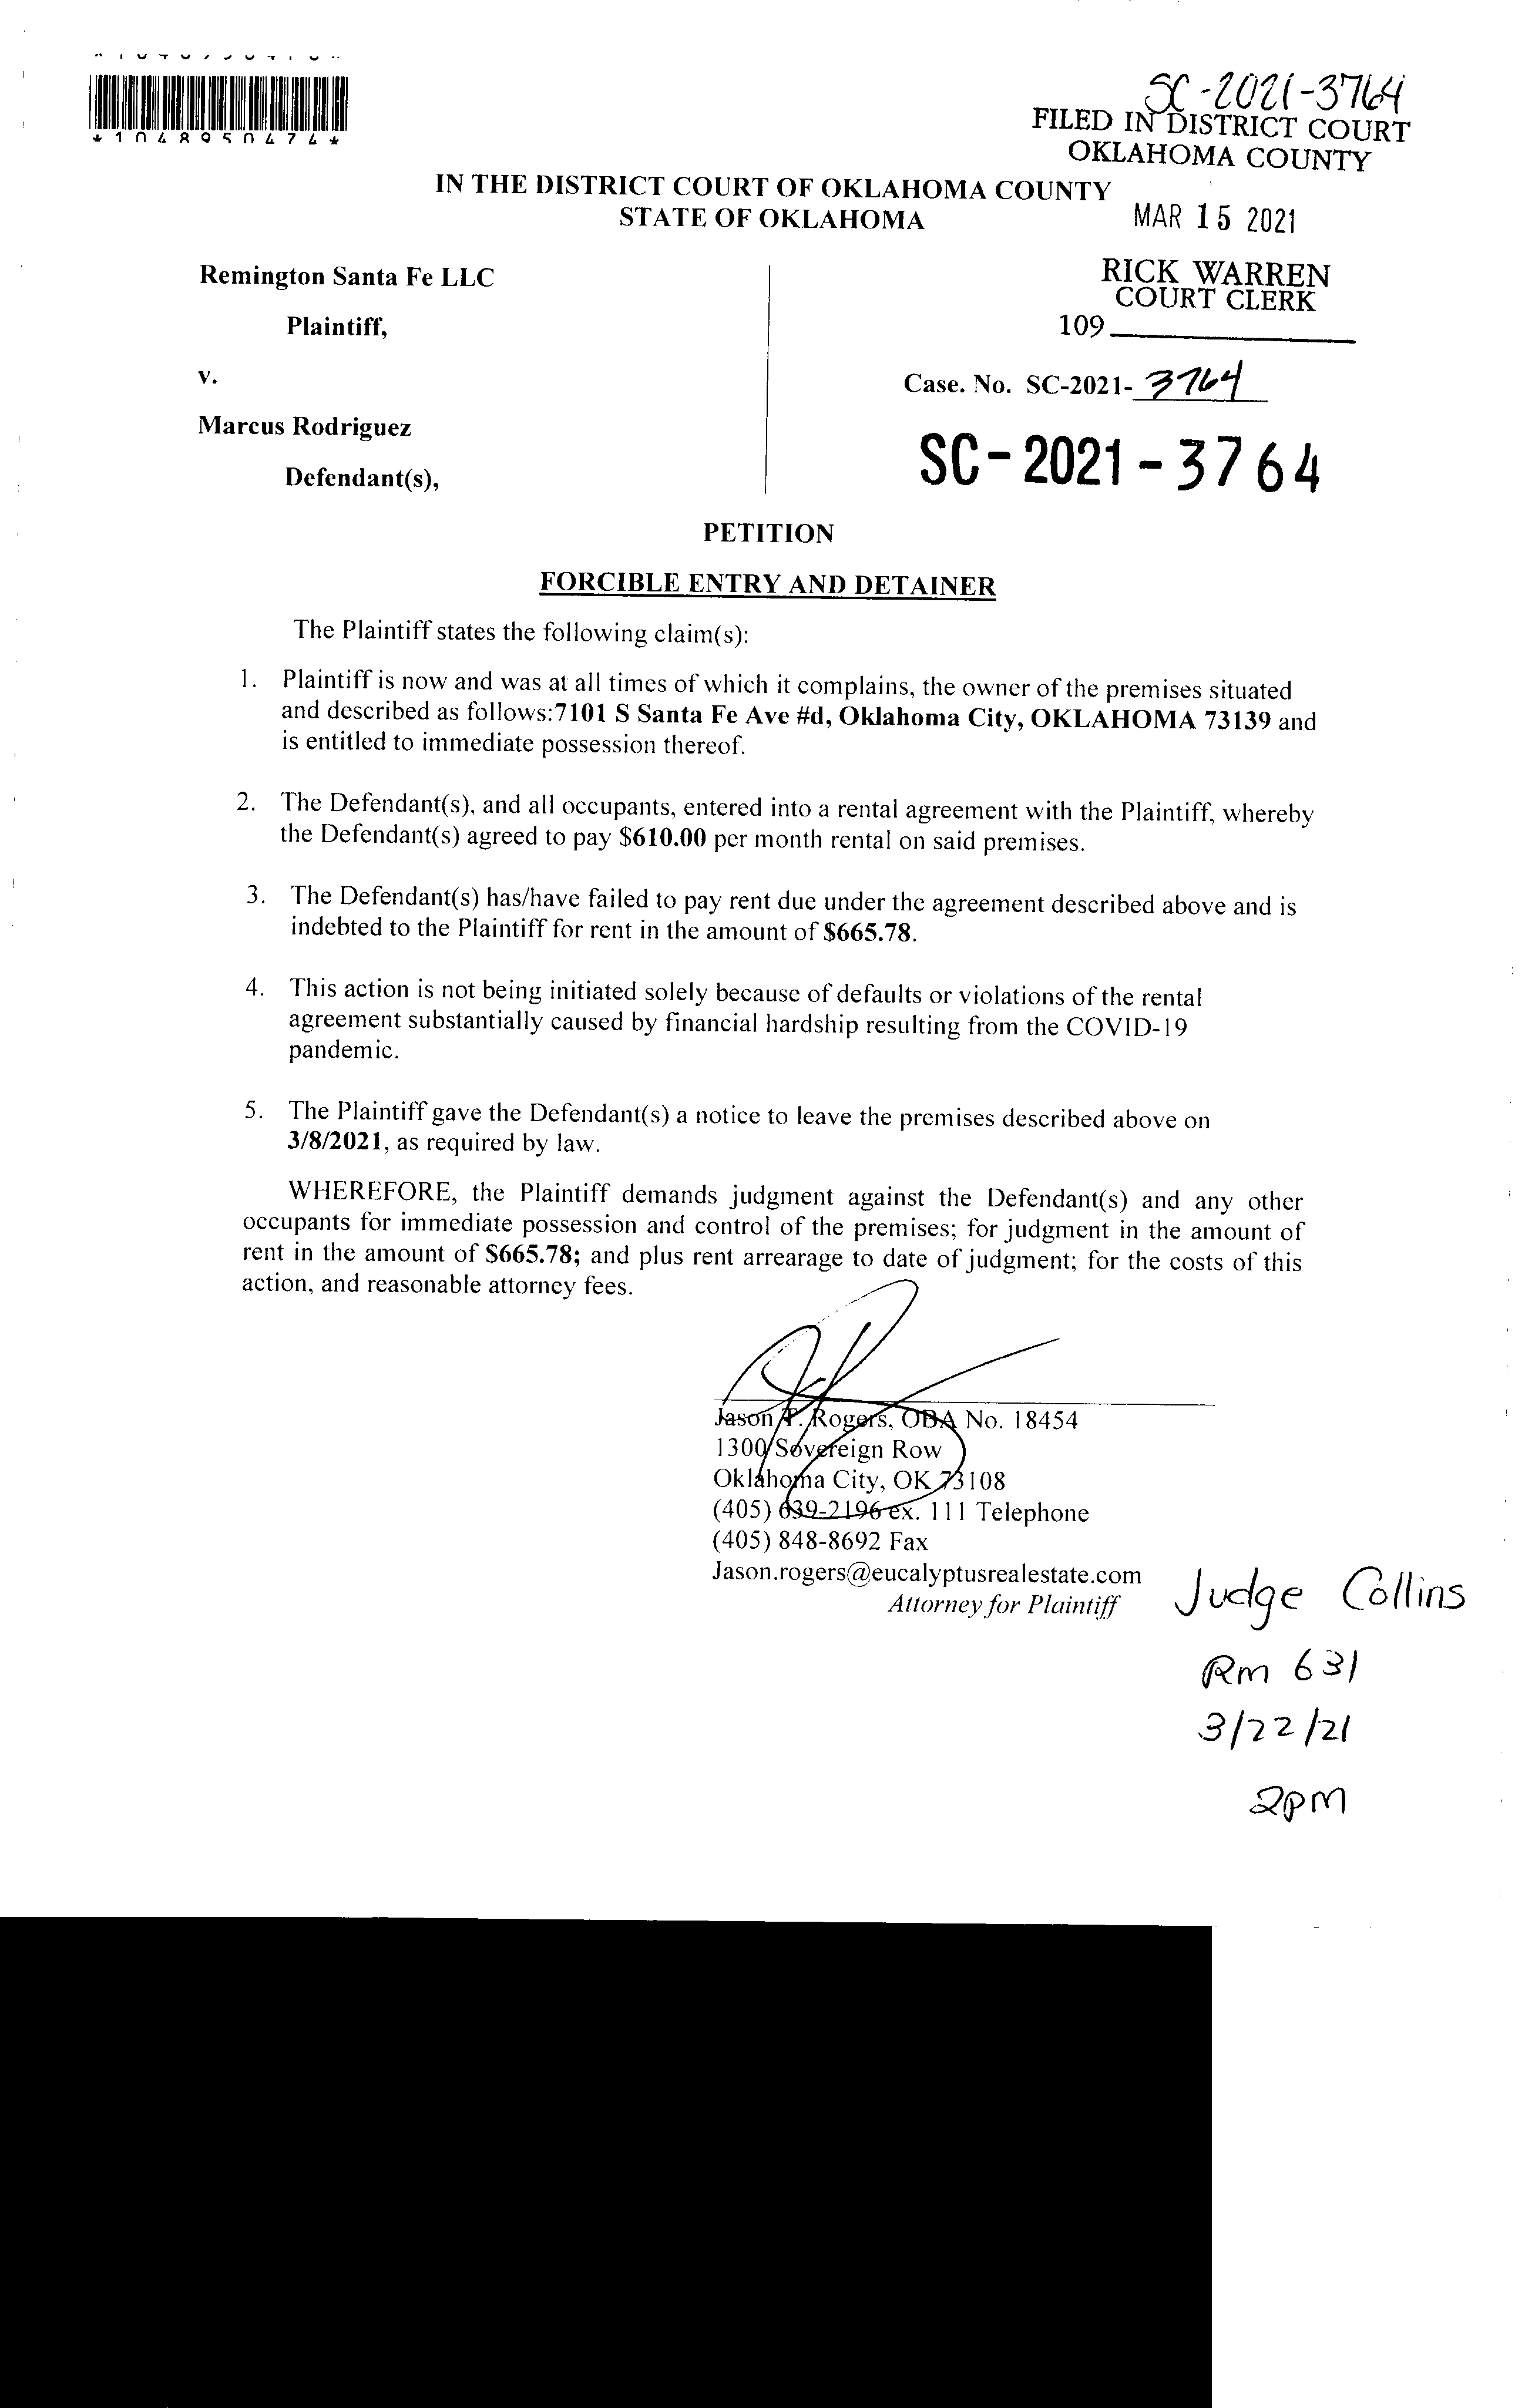 *1048950474*
SC-2021-3764
FILED IN DISTRICT COURT
OKLAHOMA COUNTY
IN THE DISTRICT COURT OF OKLAHOMA COUNTY
STATE OF OKLAHOMA
MAR 15 2021
RICK WARREN
COURT CLERK
109
Remington Santa Fe LLC
Plaintiff,
v.
Case. No. SC-2021- 3764
Marcus Rodriguez
SC-2021-3764
Defendant(s),
PETITION
FORCIBLE ENTRY AND DETAINER
The Plaintiff states the following claim(s):
1. Plaintiff is now and was at all times of which it complains, the owner of the premises situated
and described as follows:7101 S Santa Fe Ave #d, Oklahoma City, OKLAHOMA 73139 and
is entitled to immediate possession thereof.
2. The Defendant(s), and all occupants, entered into a rental agreement with the Plaintiff, whereby
the Defendant(s) agreed to pay $610.00 per month rental on said premises.
3. The Defendant(s) has/have failed to pay rent due under the agreement described above and is
indebted to the Plaintiff for rent in the amount of $665.78.
4. This action is not being initiated solely because of defaults or violations of the rental
agreement substantially caused by financial hardship resulting from the COVID-19
pandemic.
5. The Plaintiff gave the Defendant(s) a notice to leave the premises described above on
3/8/2021, as required by law.
WHEREFORE, the Plaintiff demands judgment against the Defendant(s) and any other
occupants for immediate possession and control of the premises; for judgment in the amount of
rent in the amount of $665.78; and plus rent arrearage to date of judgment; for the costs of this
action, and reasonable attorney fees.
Jason T. Rogers, OBA No. 18454
1300 Sovereign Row
Oklahoma City, OK 73108
(405) 639-2196 ex. 111 Telephone
(405) 848-8692 Fax
Jason.rogers@eucalyptusrealestate.com
Attorney for Plaintiff
Judge Collins
Rm 631
3/22/21
2pm